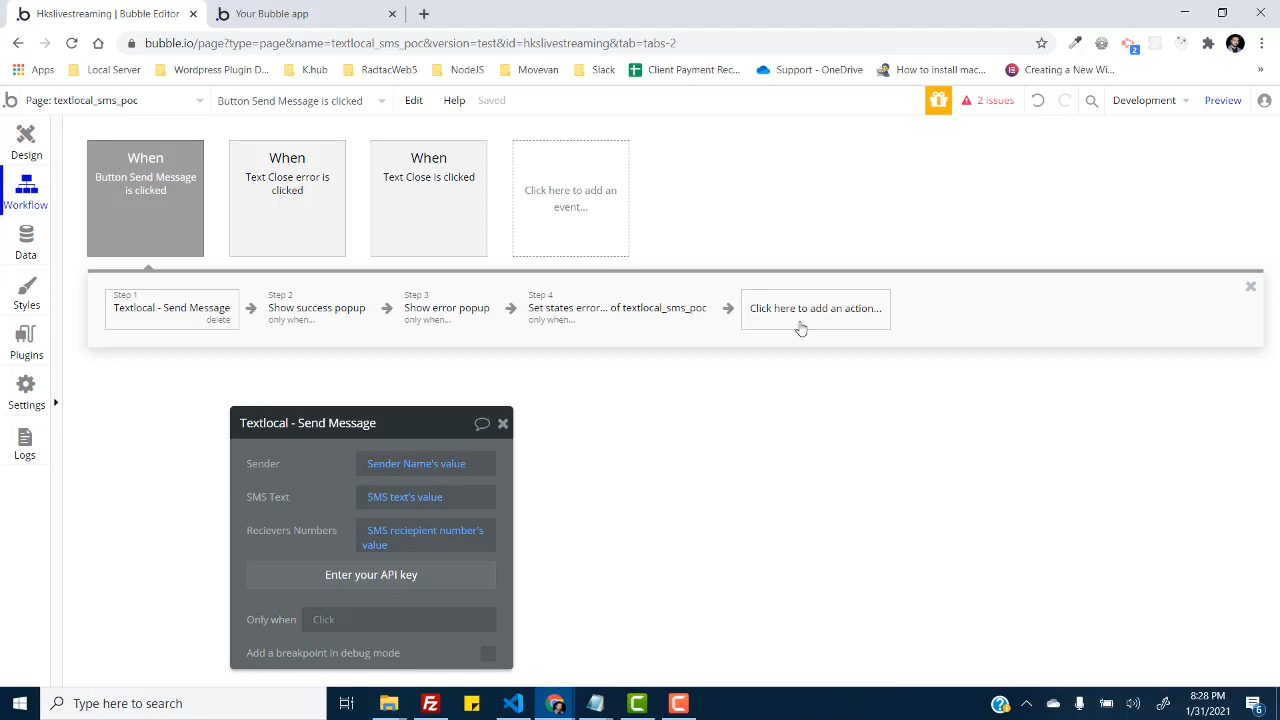 Hkslivestreaming | Bubble Editor
Your Bubble app
bubble.io/page?type=page&name=textlocal_sms_poc&version=test&id=hkslivestreaming&tab=tabs-2
Apps
Local Server
Wordpress Plugin D...
K.hub
RadtacWeb5
NodeJS
Movevan
Slack
Client Payment Rec...
Support - OneDrive
How to install mac...
Creating a New Wi...
»
Page: textlocal_sms_poc
Button Send Message is clicked
Edit
Help
Saved
2 issues
Development
Preview
Design
Workflow
Data
Styles
Plugins
Settings
Logs
When
Button Send Message
is clicked
When
Text Close error is
clicked
When
Text Close is clicked
Click here to add an
event...
Step 1
Textlocal - Send Message
delete
Step 2
Show success popup
only when...
Step 3
Show error popup
only when...
Step 4
Set states error... of textlocal_sms_poc
only when...
Click here to add an action...
Textlocal - Send Message
Sender
Sender Name's value
SMS Text
SMS text's value
Recievers Numbers
SMS reciepient number's
value
Enter your API key
Only when
Click
Add a breakpoint in debug mode
Type here to search
8:28 PM
1/31/2021
6
2